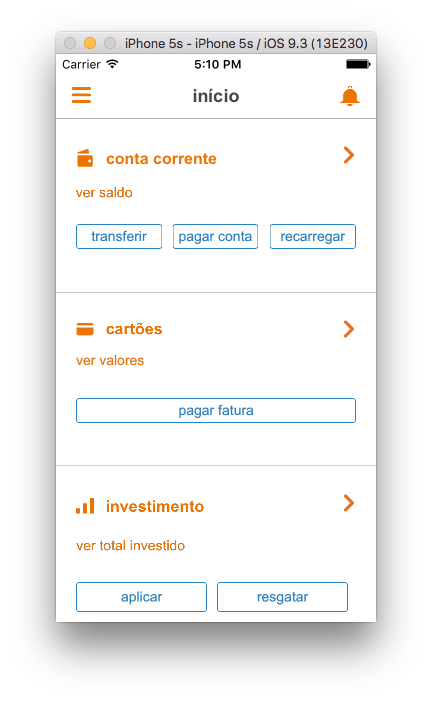 iPhone 5s - iPhone 5s / iOS 9.3 (13E230)
Carrier 5:10 PM
início
conta corrente
ver saldo
transferir pagar conta recarregar
cartões
ver valores
pagar fatura
investimento
ver total investido
aplicar resgatar